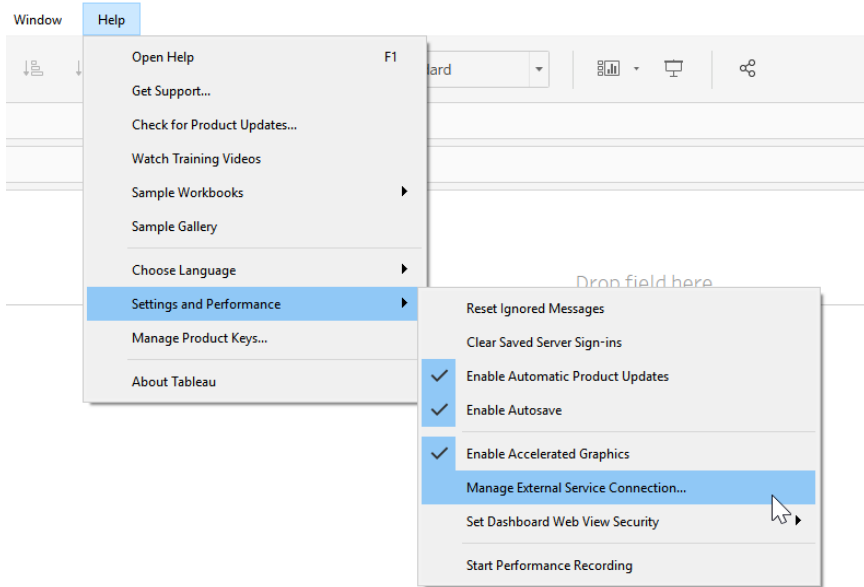 Window Help
Open Help F1
dard
Get Support...
Check for Product Updates...
Watch Training Videos
Sample Workbooks
Sample Gallery
Choose Language
Drop field here
Settings and Performance
Manage Product Keys...
About Tableau
Reset Ignored Messages
Clear Saved Server Sign-ins
Enable Automatic Product Updates
Enable Autosave
Enable Accelerated Graphics
Manage External Service Connection...
Set Dashboard Web View Security
Start Performance Recording